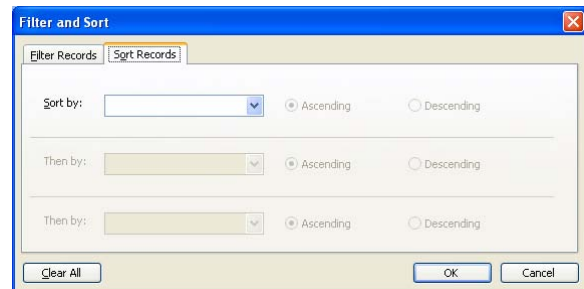 Filter and Sort
Filter Records Sort Records
Sort by: Ascending Descending
Then by: Ascending Descending
Then by: Ascending Descending
Clear All OK Cancel